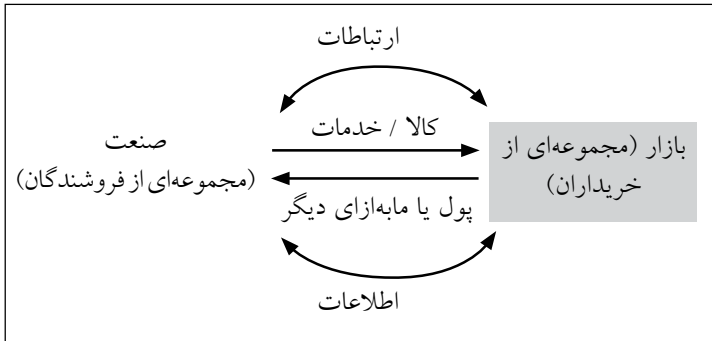 ارتباطات
کالا / خدمات
بازار (مجموعه‌ای از
خریداران)
صنعت
(مجموعه‌ای از فروشندگان)
پول یا مابه‌ازای دیگر
اطلاعات